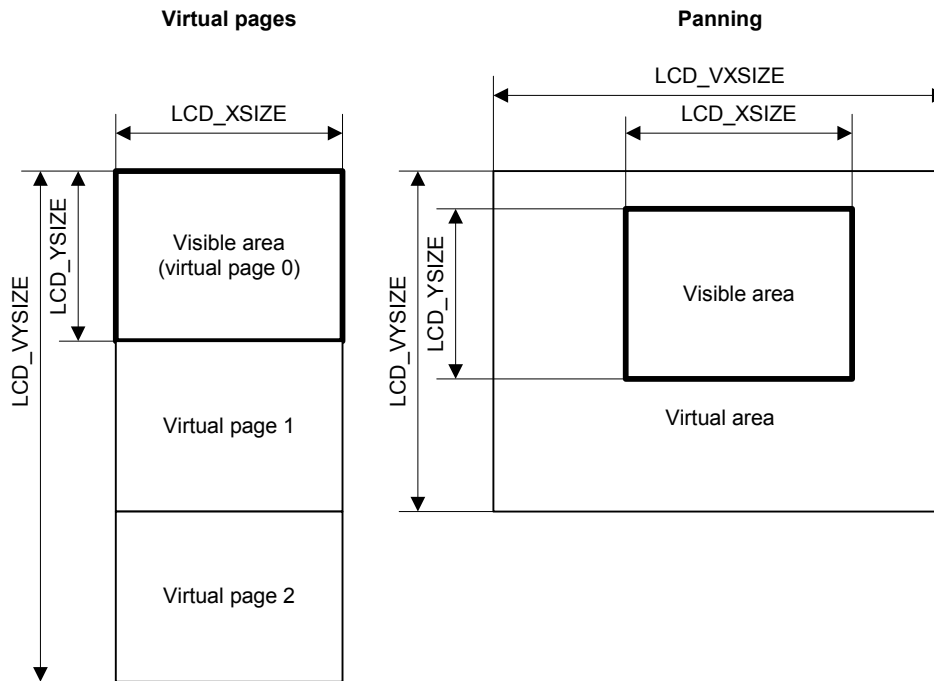 Virtual pages
LCD_XSIZE
LCD_VYSIZE
LCD_YSIZE
Visible area
(virtual page 0)
Virtual page 1
Virtual page 2
Panning
LCD_VXSIZE
LCD_XSIZE
LCD_VYSIZE
LCD_YSIZE
Visible area
Virtual area